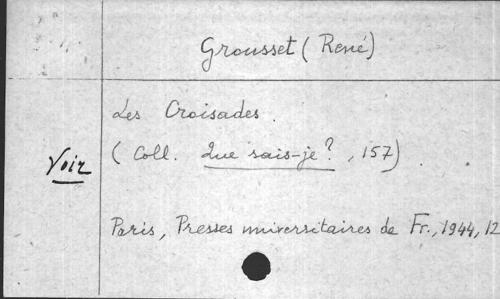 Grousset (René)
Les Croisades.
Voir
(Coll. Que sais-je?, 157).
Paris, Presses universitaires de Fr., 1944, 12